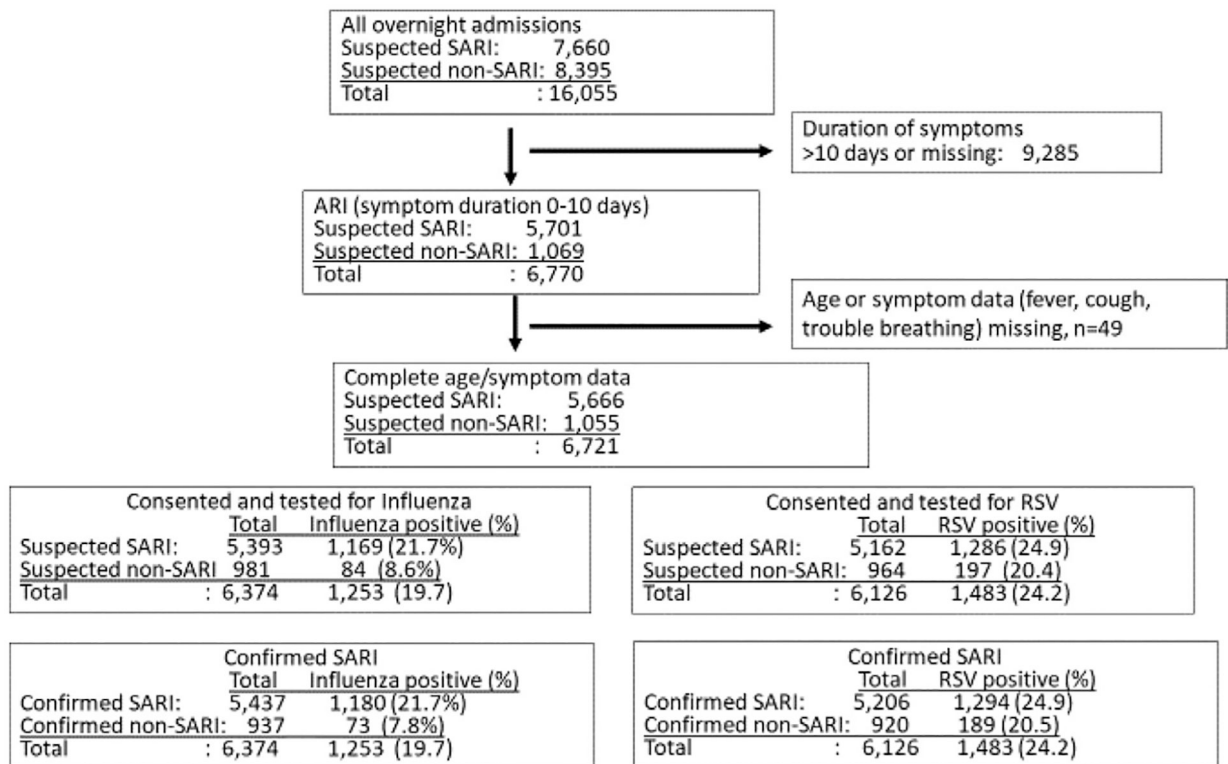 All overnight admissions
Suspected SARI: 7,660
Suspected non-SARI: 8,395
Total : 16,055
Duration of symptoms
>10 days or missing: 9,285
ARI (symptom duration 0-10 days)
Suspected SARI: 5,701
Suspected non-SARI: 1,069
Total : 6,770
Age or symptom data (fever, cough,
trouble breathing) missing, n=49
Complete age/symptom data
Suspected SARI: 5,666
Suspected non-SARI: 1,055
Total : 6,721
Consented and tested for Influenza
Total Influenza positive (%)
Suspected SARI: 5,393 1,169 (21.7%)
Suspected non-SARI 981 84 (8.6%)
Total : 6,374 1,253 (19.7)
Consented and tested for RSV
Total RSV positive (%)
Suspected SARI: 5,162 1,286 (24.9)
Suspected non-SARI: 964 197 (20.4)
Total : 6,126 1,483 (24.2)
Confirmed SARI
Total Influenza positive (%)
Confirmed SARI: 5,437 1,180 (21.7%)
Confirmed non-SARI: 937 73 (7.8%)
Total : 6,374 1,253 (19.7)
Confirmed SARI
Total RSV positive (%)
Confirmed SARI: 5,206 1,294 (24.9)
Confirmed non-SARI: 920 189 (20.5)
Total : 6,126 1,483 (24.2)